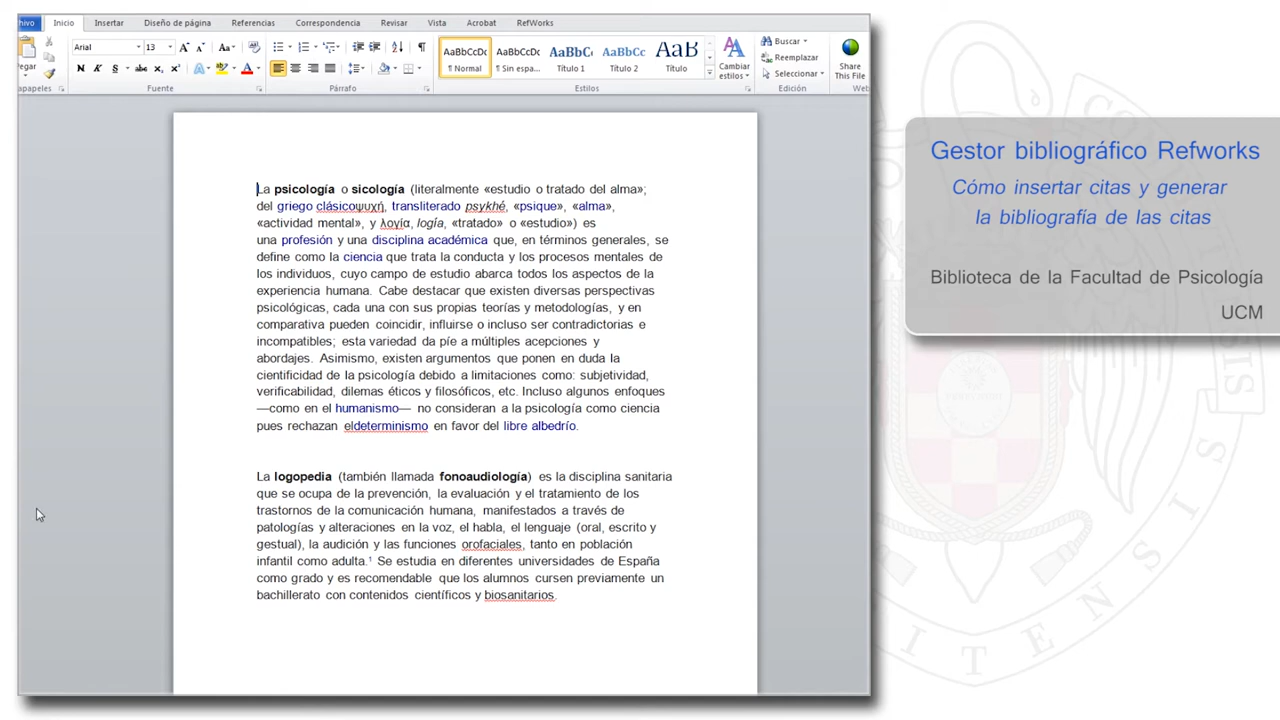 hivo Inicio Insertar Diseño de página Referencias Correspondencia Revisar Vista Acrobat RefWorks
Arial 13 Aa
egar N K S abc x₂ x² A ab A
apapeles Fuente Párrafo Estilos Edición Web
AaBbCcDc AaBbCcDc AaBbCc AaBbCc AaB
¶ Normal ¶ Sin espa... Título 1 Título 2 Título
Cambiar estilos
Buscar
Reemplazar
Seleccionar
Share
This File
La psicología o sicología (literalmente «estudio o tratado del alma»;
del griego clásicoψυχή, transliterado psykhé, «psique», «alma»,
«actividad mental», y λογία, logía, «tratado» o «estudio») es
una profesión y una disciplina académica que, en términos generales, se
define como la ciencia que trata la conducta y los procesos mentales de
los individuos, cuyo campo de estudio abarca todos los aspectos de la
experiencia humana. Cabe destacar que existen diversas perspectivas
psicológicas, cada una con sus propias teorías y metodologías, y en
comparativa pueden coincidir, influirse o incluso ser contradictorias e
incompatibles; esta variedad da píe a múltiples acepciones y
abordajes. Asimismo, existen argumentos que ponen en duda la
cientificidad de la psicología debido a limitaciones como: subjetividad,
verificabilidad, dilemas éticos y filosóficos, etc. Incluso algunos enfoques
—como en el humanismo— no consideran a la psicología como ciencia
pues rechazan eldeterminismo en favor del libre albedrío.
La logopedia (también llamada fonoaudiología) es la disciplina sanitaria
que se ocupa de la prevención, la evaluación y el tratamiento de los
trastornos de la comunicación humana, manifestados a través de
patologías y alteraciones en la voz, el habla, el lenguaje (oral, escrito y
gestual), la audición y las funciones orofaciales, tanto en población
infantil como adulta.¹ Se estudia en diferentes universidades de España
como grado y es recomendable que los alumnos cursen previamente un
bachillerato con contenidos científicos y biosanitarios.
Gestor bibliográfico Refworks
Cómo insertar citas y generar
la bibliografía de las citas
Biblioteca de la Facultad de Psicología
UCM